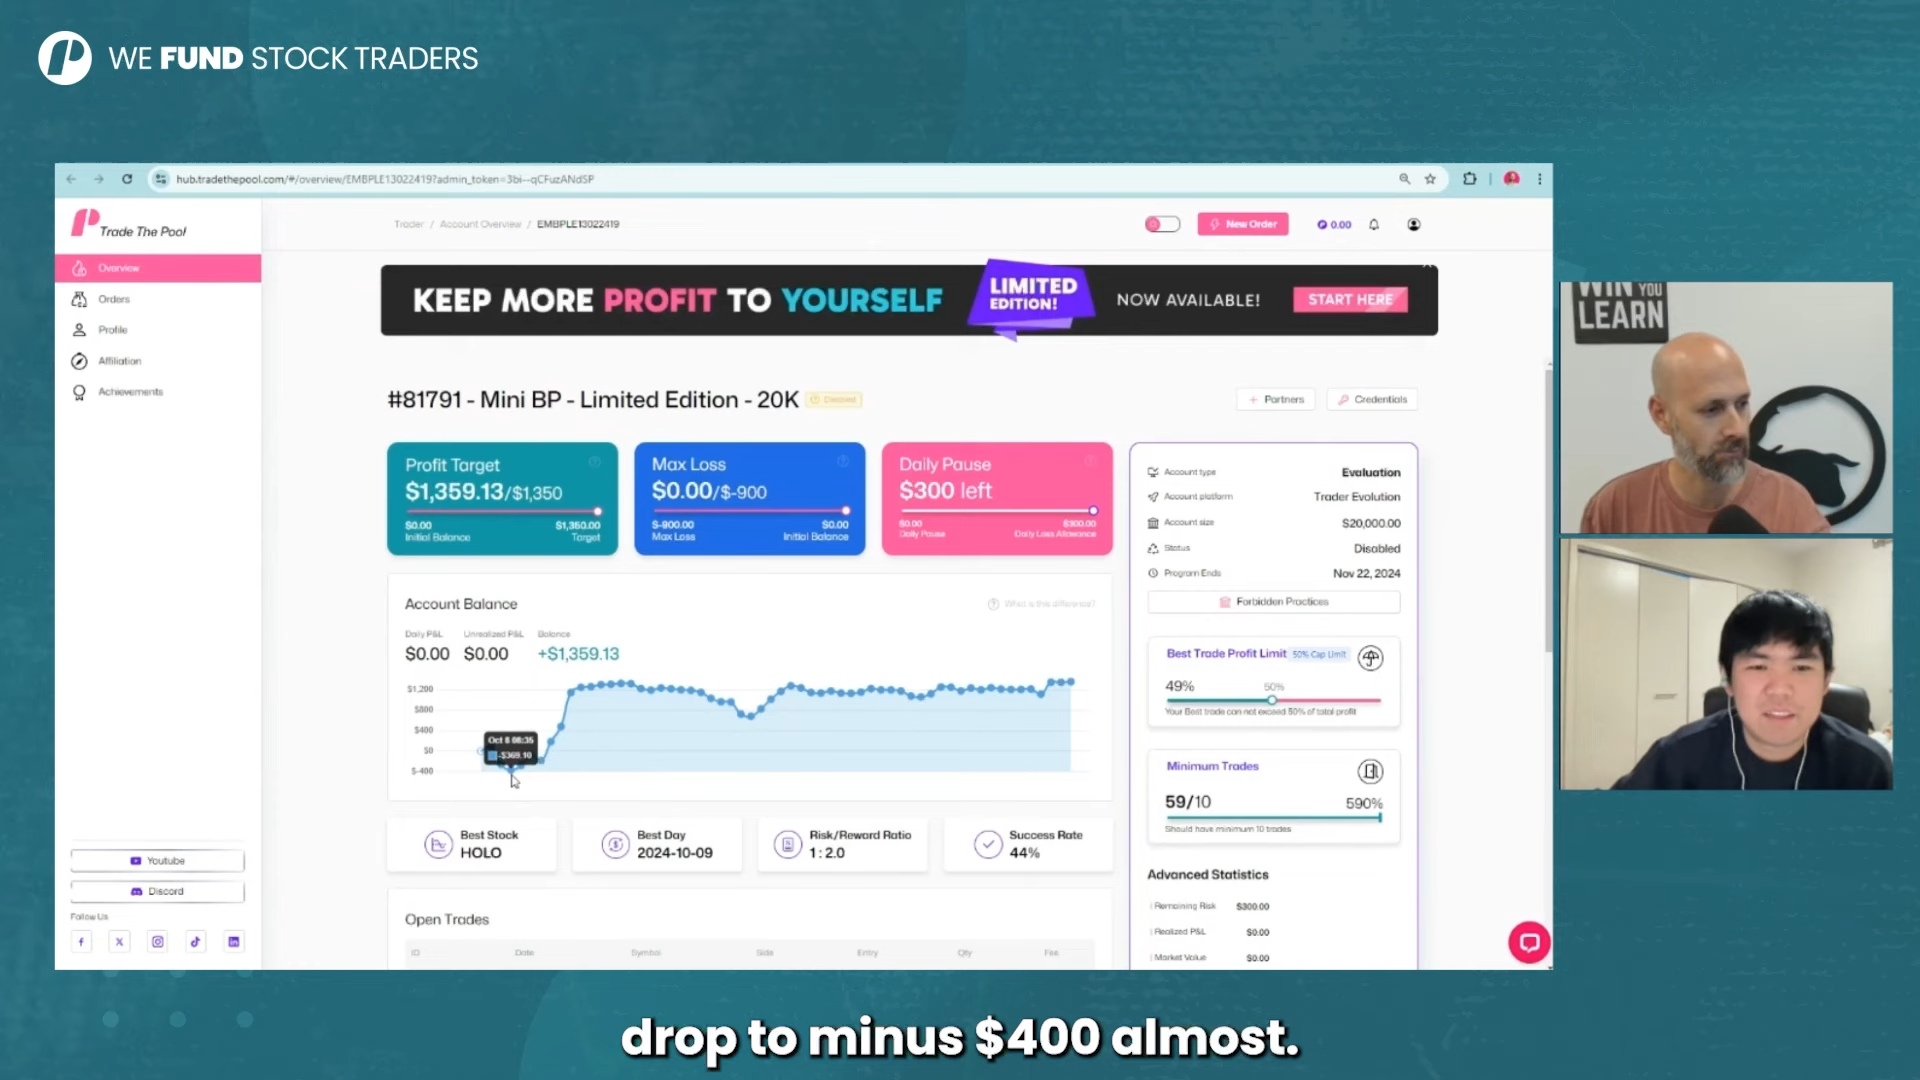 WE FUND STOCK TRADERS
hub.tradethepool.com/#/overview/EMBPLE13022419?admin_token=3bi--qCFuzANdSP
Trade The Pool
Trader / Account Overview / EMBPLE13022419
New Order
0.00
Overview
Orders
Profile
Affiliation
Achievements
KEEP MORE PROFIT TO YOURSELF
LIMITED
EDITION!
NOW AVAILABLE!
START HERE
#81791 - Mini BP - Limited Edition - 20K
Disabled
Partners
Credentials
Profit Target
$1,359.13/$1,350
$0.00
$1,350.00
Initial Balance
Target
Max Loss
$0.00/$-900
$-900.00
$0.00
Max Loss
Initial Balance
Daily Pause
$300 left
$0.00
$300.00
Daily Pause
Daily Loss Allowance
Account type
Evaluation
Account platform
Trader Evolution
Account size
$20,000.00
Status
Disabled
Program Ends
Nov 22, 2024
Forbidden Practices
Account Balance
What is this difference?
Daily P&L
Unrealized P&L
Balance
$0.00
$0.00
+$1,359.13
$1,200
$800
$400
$0
$-400
Oct 8 08:35
-$369.10
Best Trade Profit Limit
50% Cap Limit
49%
50%
Your Best trade can not exceed 50% of total profit
Minimum Trades
59/10
590%
Should have minimum 10 trades
Best Stock
HOLO
Best Day
2024-10-09
Risk/Reward Ratio
1 : 2.0
Success Rate
44%
Advanced Statistics
Remaining Risk
$300.00
Realized P&L
$0.00
Market Value
$0.00
Open Trades
ID
Date
Symbol
Side
Entry
Qty
Fee
Youtube
Discord
Follow Us
WIN YOU
LEARN
drop to minus $400 almost.